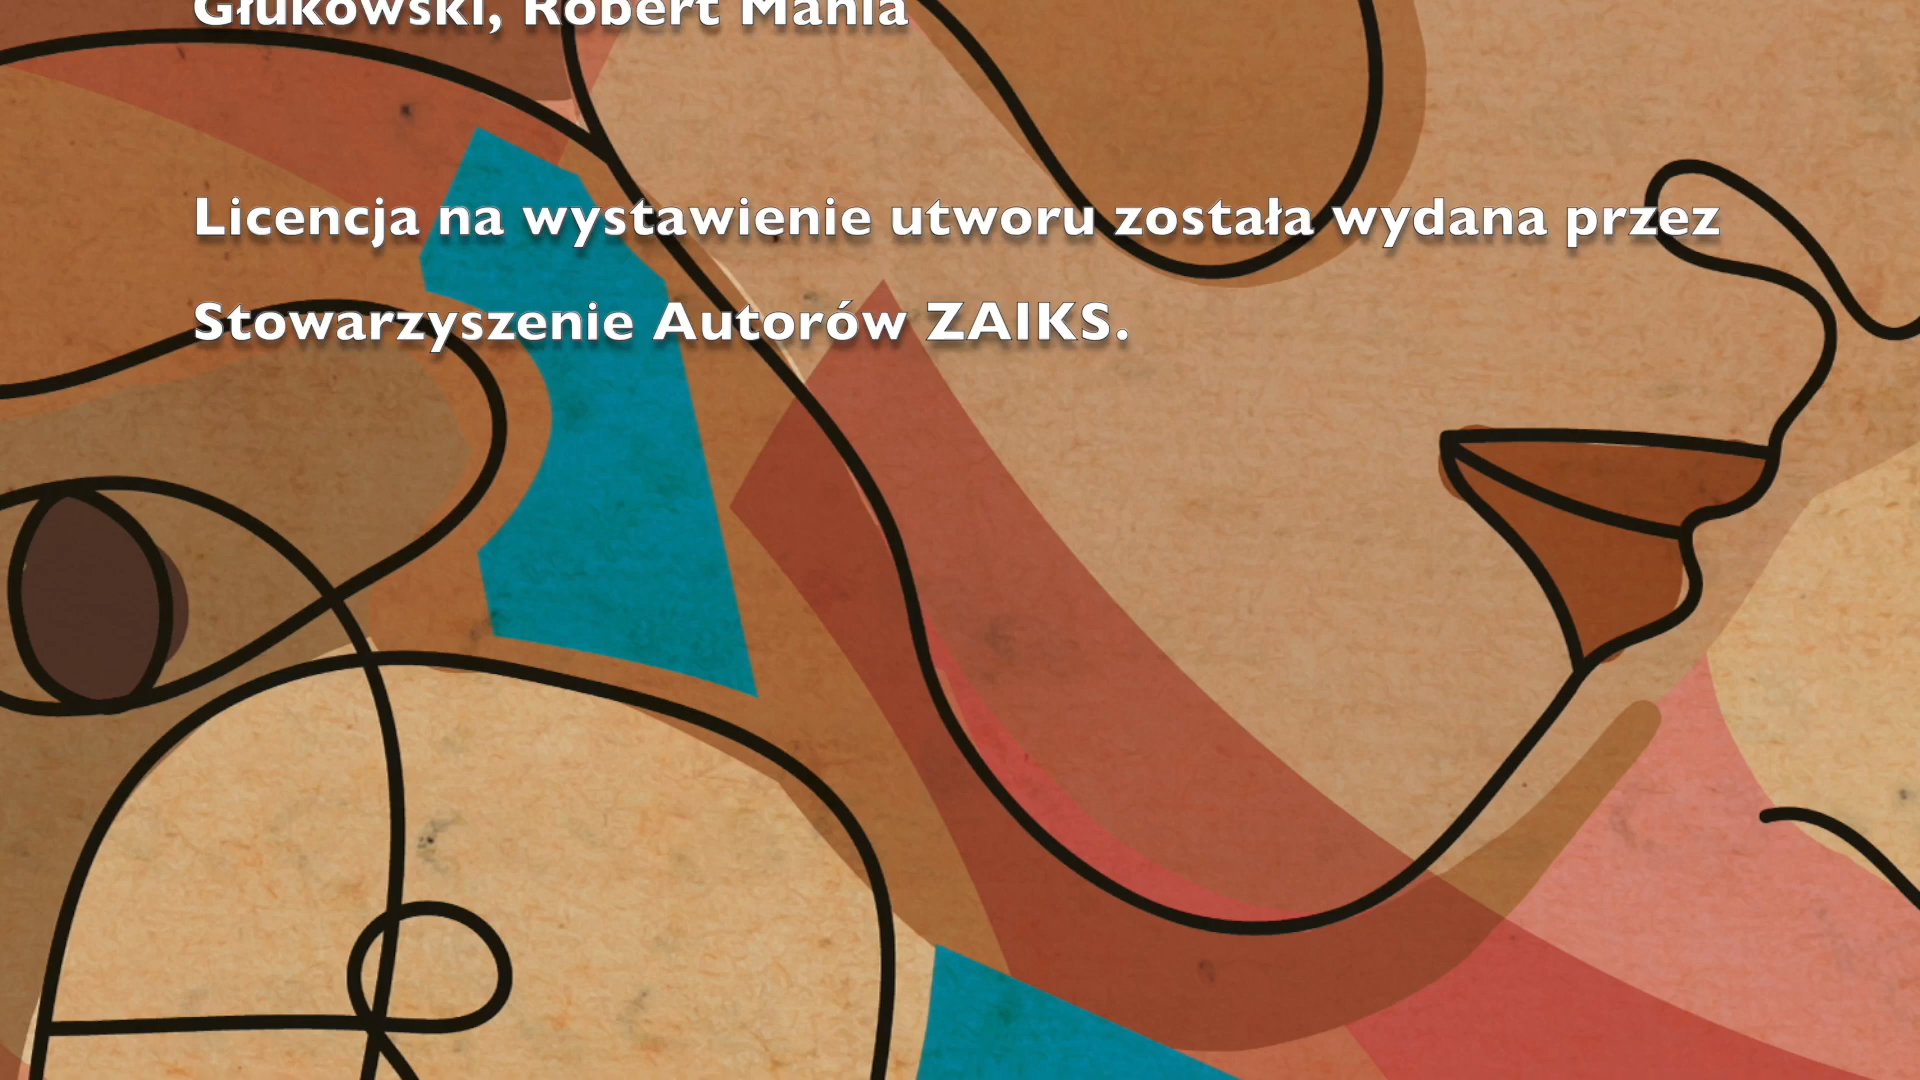 Głukowski, Robert Mania
Licencja na wystawienie utworu została wydana przez
Stowarzyszenie Autorów ZAIKS.